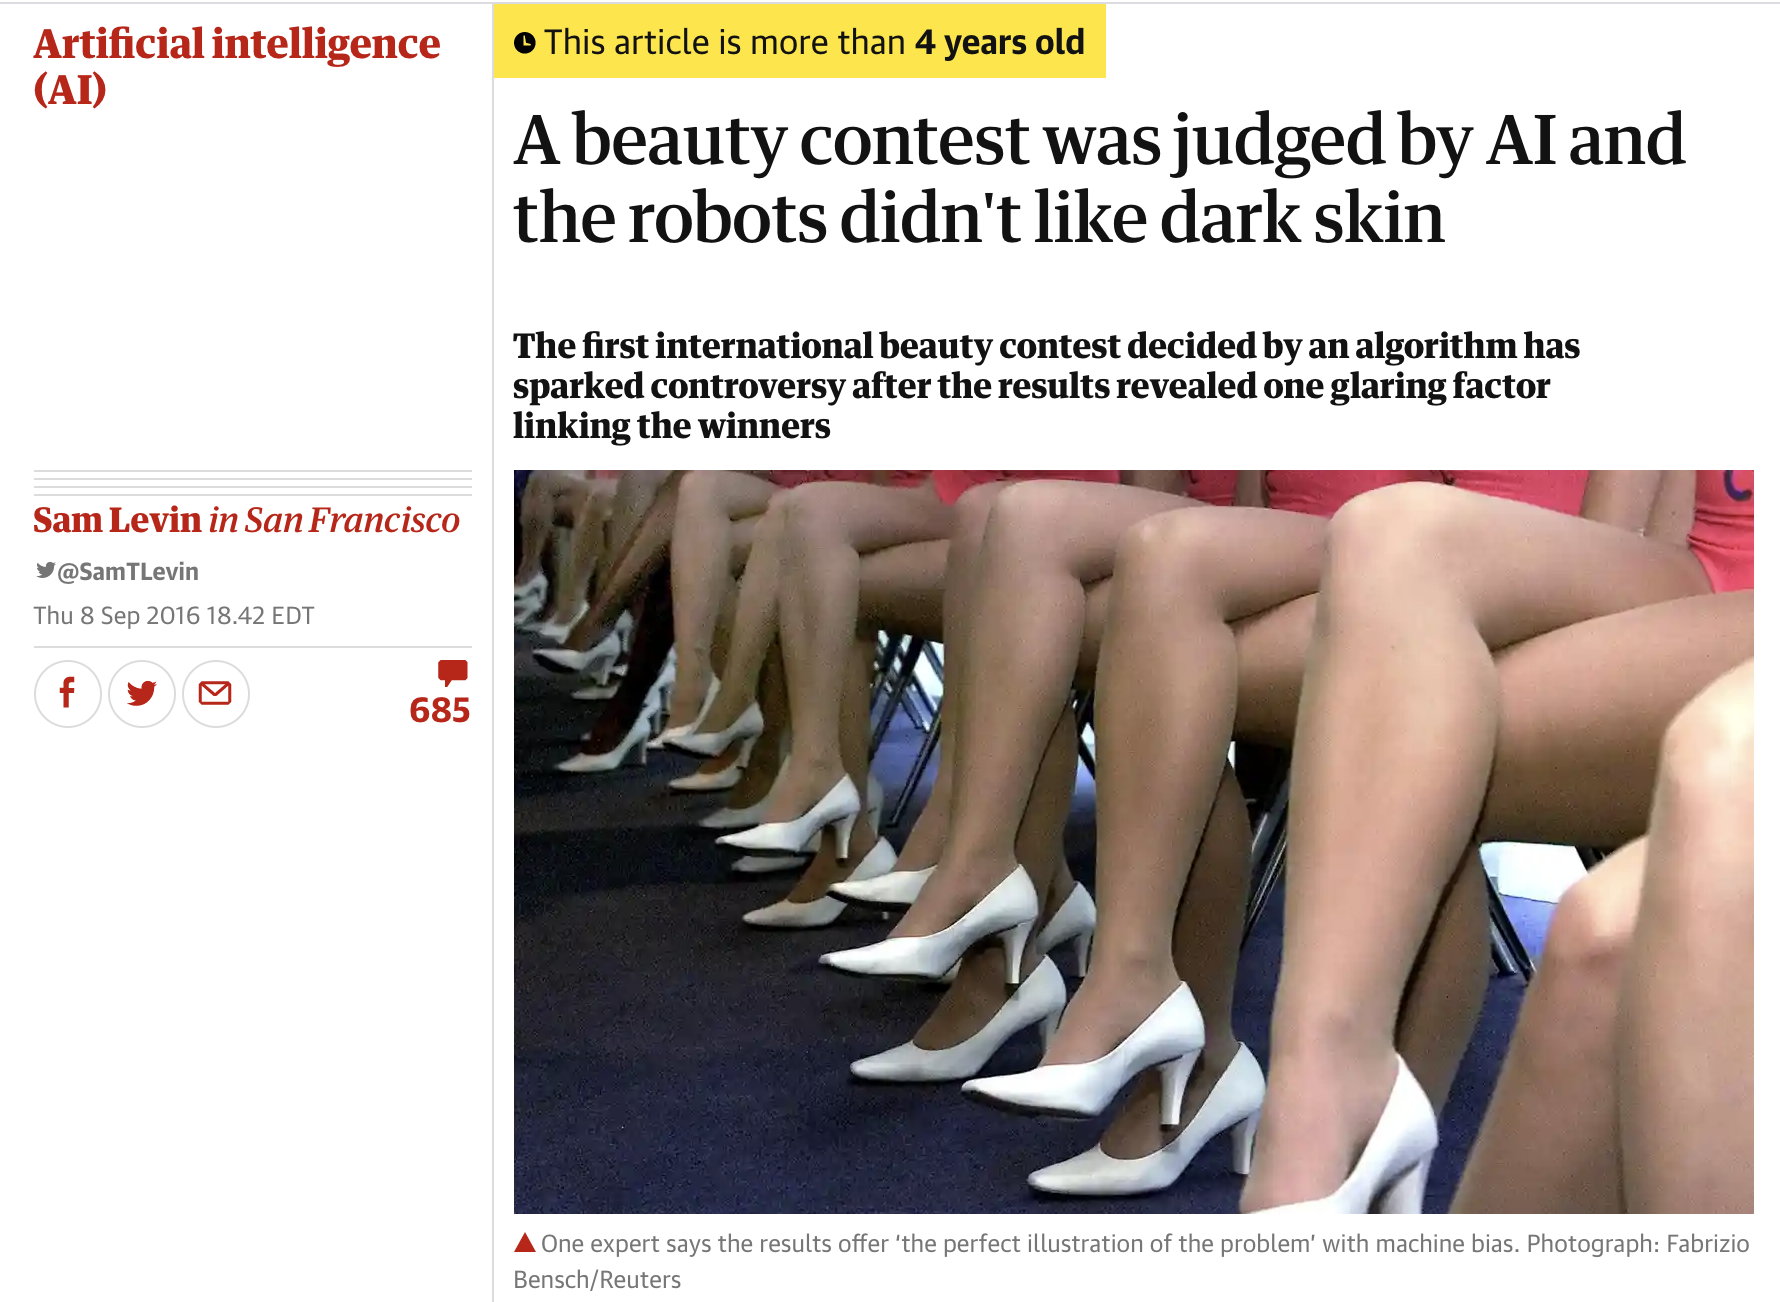 Artificial intelligence
(AI)
This article is more than 4 years old
A beauty contest was judged by AI and
the robots didn't like dark skin
The first international beauty contest decided by an algorithm has
sparked controversy after the results revealed one glaring factor
linking the winners
Sam Levin in San Francisco
@SamTLevin
Thu 8 Sep 2016 18.42 EDT
685
One expert says the results offer ‘the perfect illustration of the problem’ with machine bias. Photograph: Fabrizio
Bensch/Reuters